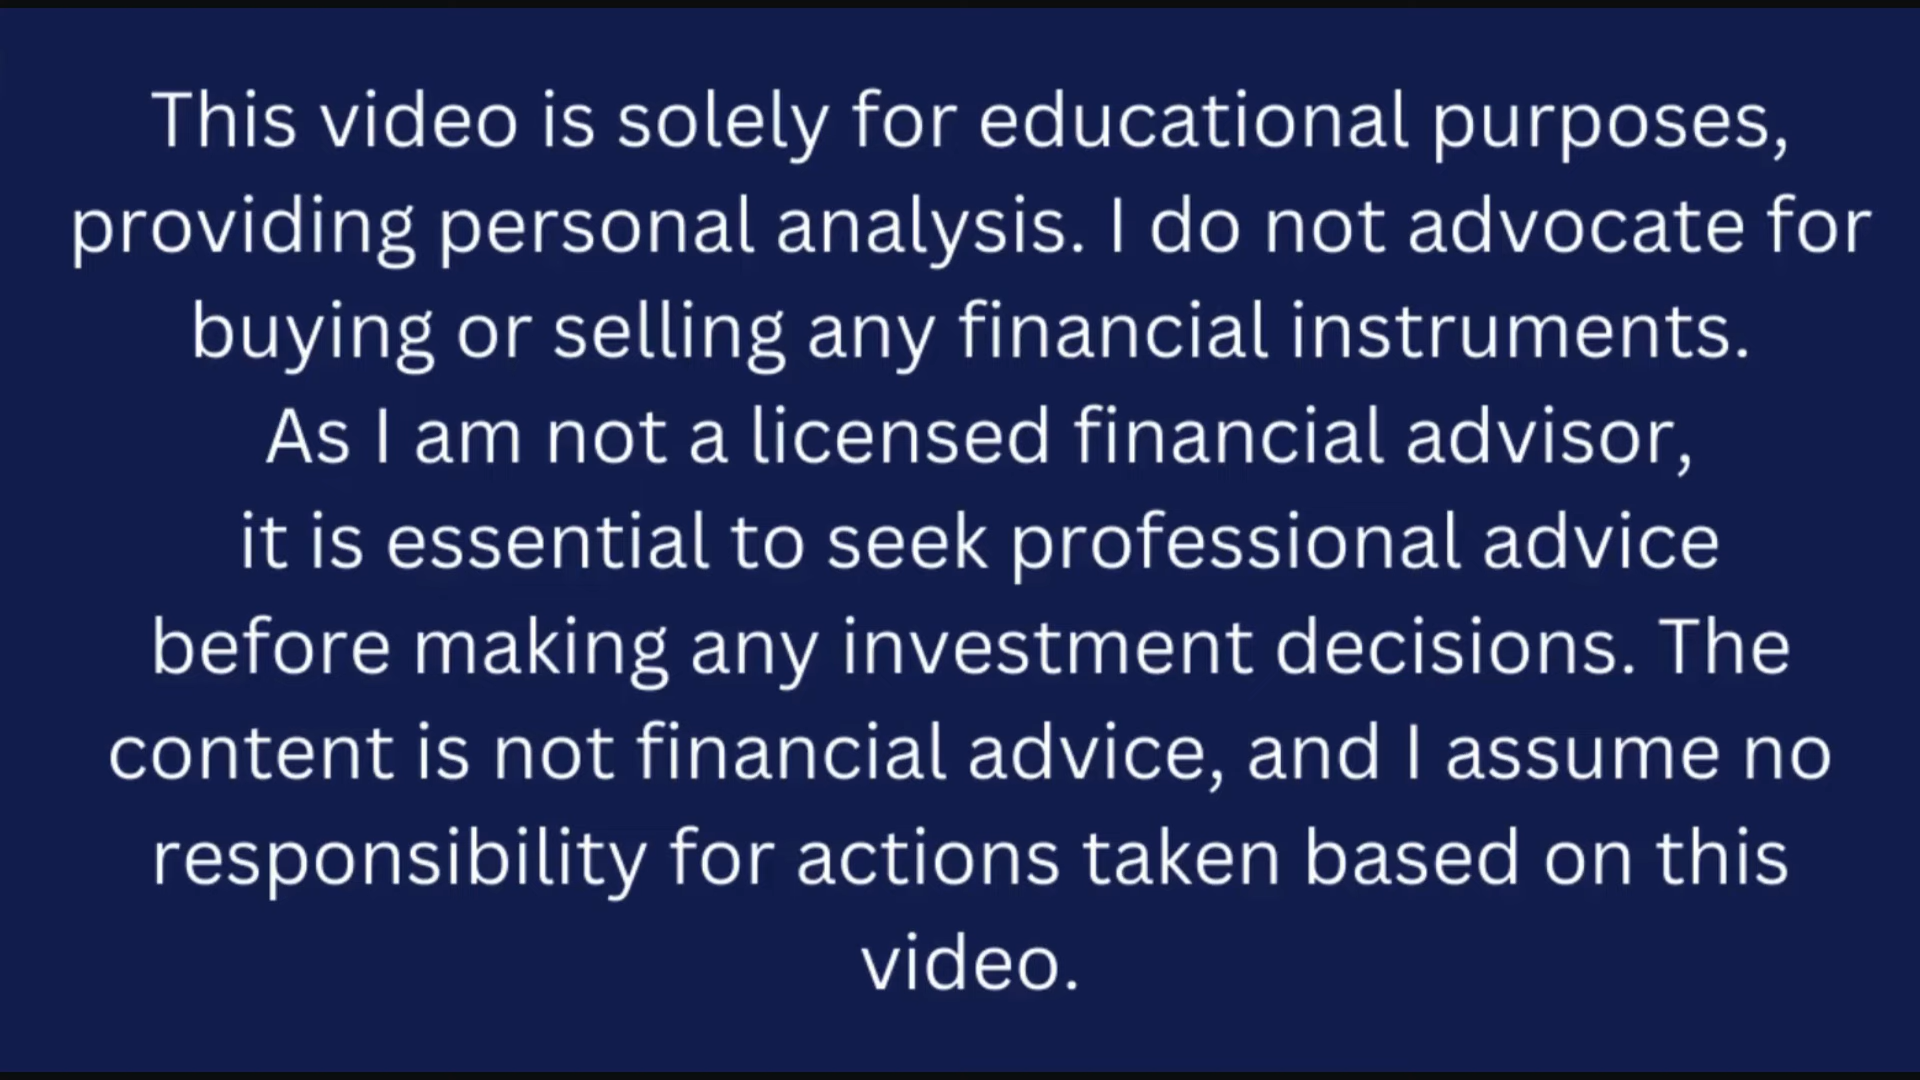 This video is solely for educational purposes,
providing personal analysis. I do not advocate for
buying or selling any financial instruments.
As I am not a licensed financial advisor,
it is essential to seek professional advice
before making any investment decisions. The
content is not financial advice, and I assume no
responsibility for actions taken based on this
video.